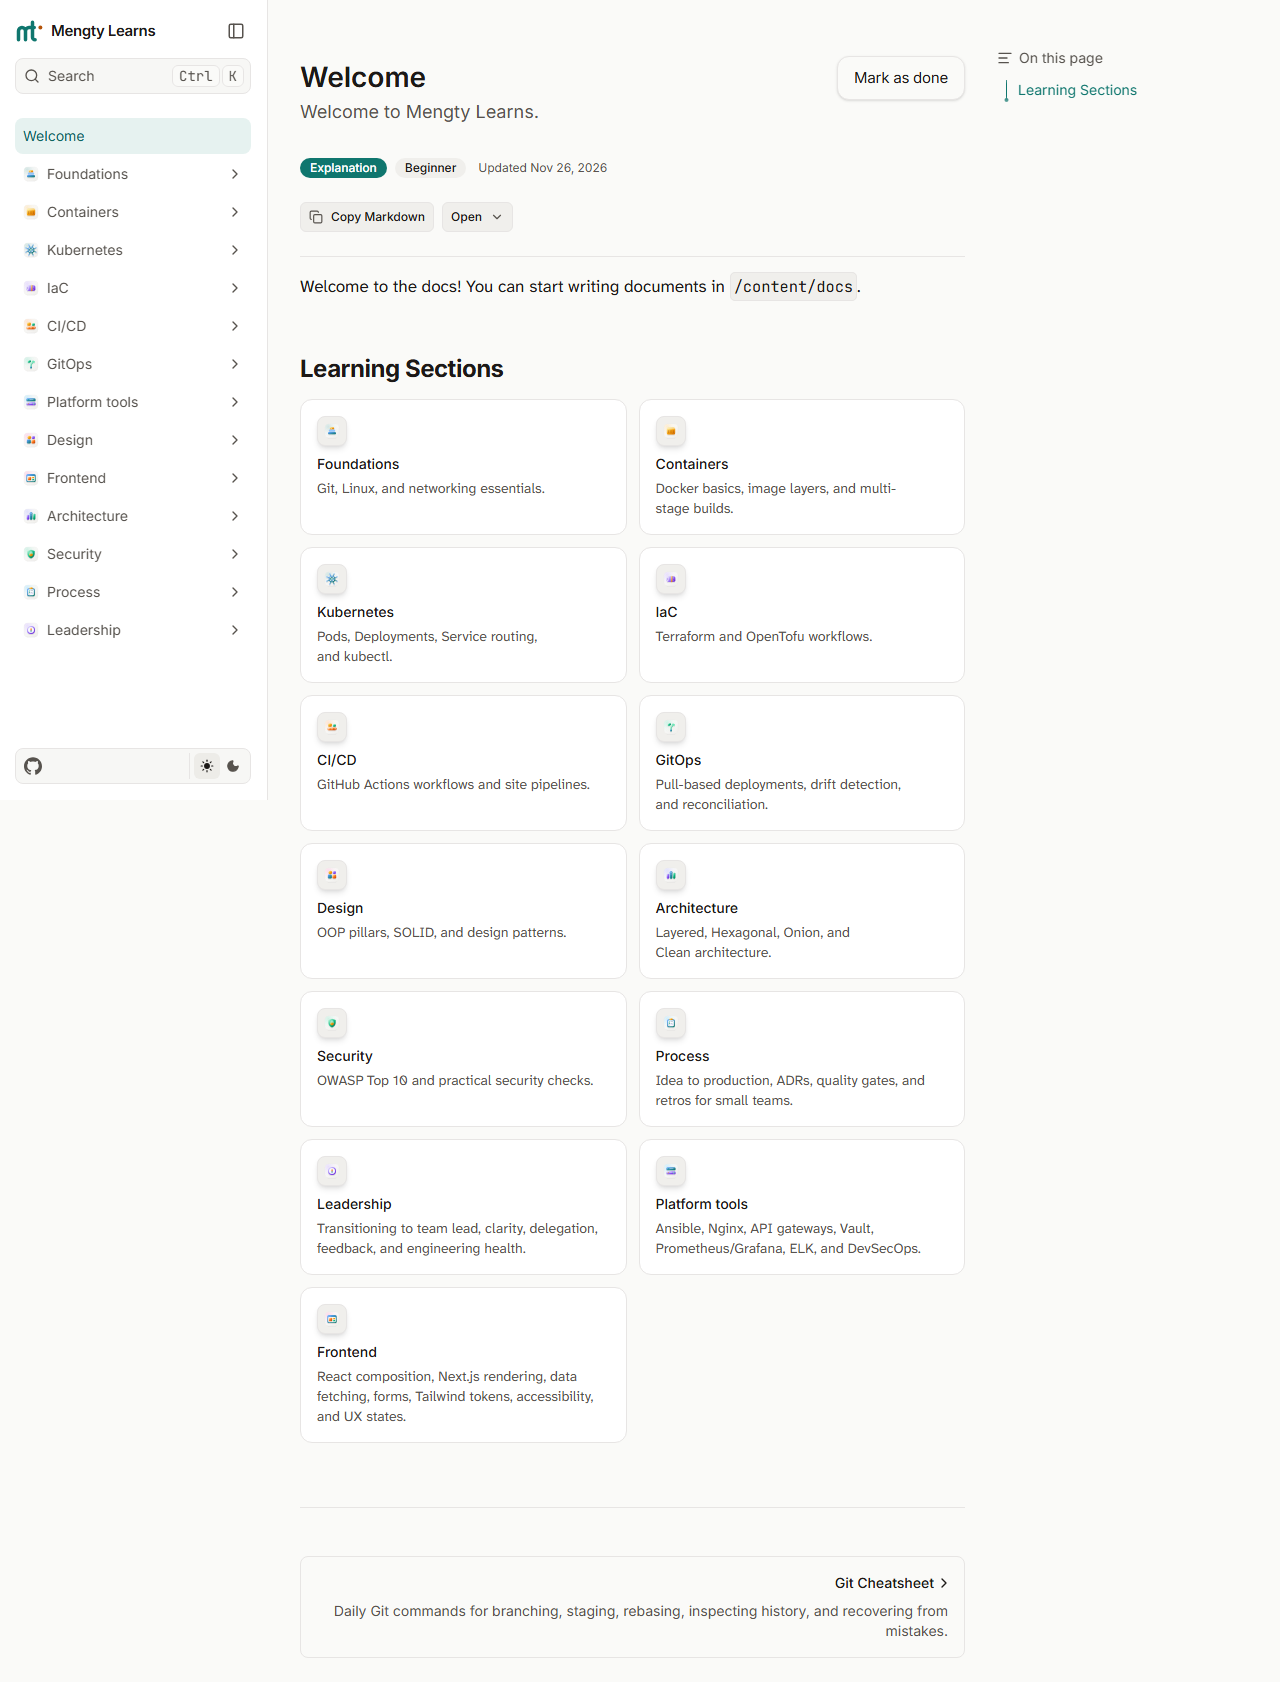 Mengty Learns
Search
Ctrl K
Welcome
Foundations
Containers
Kubernetes
IaC
CI/CD
GitOps
Platform tools
Design
Frontend
Architecture
Security
Process
Leadership
Welcome
Mark as done
Welcome to Mengty Learns.
Explanation Beginner Updated Nov 26, 2026
Copy Markdown Open
Welcome to the docs! You can start writing documents in /content/docs.
Learning Sections
Foundations
Git, Linux, and networking essentials.
Containers
Docker basics, image layers, and multi-
stage builds.
Kubernetes
Pods, Deployments, Service routing,
and kubectl.
IaC
Terraform and OpenTofu workflows.
CI/CD
GitHub Actions workflows and site pipelines.
GitOps
Pull-based deployments, drift detection,
and reconciliation.
Design
OOP pillars, SOLID, and design patterns.
Architecture
Layered, Hexagonal, Onion, and
Clean architecture.
Security
OWASP Top 10 and practical security checks.
Process
Idea to production, ADRs, quality gates, and
retros for small teams.
Leadership
Transitioning to team lead, clarity, delegation,
feedback, and engineering health.
Platform tools
Ansible, Nginx, API gateways, Vault,
Prometheus/Grafana, ELK, and DevSecOps.
Frontend
React composition, Next.js rendering, data
fetching, forms, Tailwind tokens, accessibility,
and UX states.
Git Cheatsheet
Daily Git commands for branching, staging, rebasing, inspecting history, and recovering from
mistakes.
On this page
Learning Sections